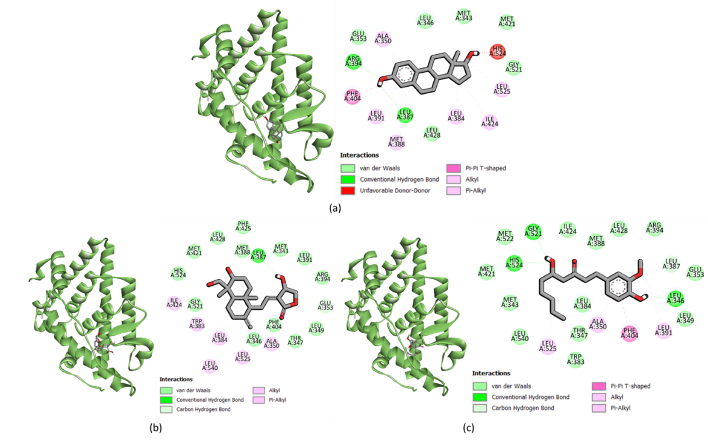 LEU
A:346
MET
A:343
MET
A:421
GLU
A:353
ALA
A:350
HIS
A:524
ARG
A:394
GLY
A:521
PHE
A:404
LEU
A:525
LEU
A:391
LEU
A:387
LEU
A:384
ILE
A:424
MET
A:388
LEU
A:428
Interactions
van der Waals
Conventional Hydrogen Bond
Unfavorable Donor-Donor
Pi-Pi T-shaped
Alkyl
Pi-Alkyl
(a)
PHE
A:425
LEU
A:428
MET
A:421
MET
A:388
LEU
A:387
MET
A:343
LEU
A:391
HIS
A:524
ARG
A:394
ILE
A:424
GLY
A:521
GLU
A:353
TRP
A:383
PHE
A:404
LEU
A:349
LEU
A:384
LEU
A:346
ALA
A:350
THR
A:347
LEU
A:540
LEU
A:525
Interactions
van der Waals
Conventional Hydrogen Bond
Carbon Hydrogen Bond
Alkyl
Pi-Alkyl
(b)
MET
A:522
GLY
A:521
ILE
A:424
MET
A:388
LEU
A:428
ARG
A:394
HIS
A:524
LEU
A:387
MET
A:421
GLU
A:353
MET
A:343
LEU
A:384
LEU
A:346
LEU
A:349
ALA
A:350
LEU
A:540
THR
A:347
PHE
A:404
LEU
A:391
LEU
A:525
TRP
A:383
Interactions
van der Waals
Conventional Hydrogen Bond
Carbon Hydrogen Bond
Pi-Pi T-shaped
Alkyl
Pi-Alkyl
(c)